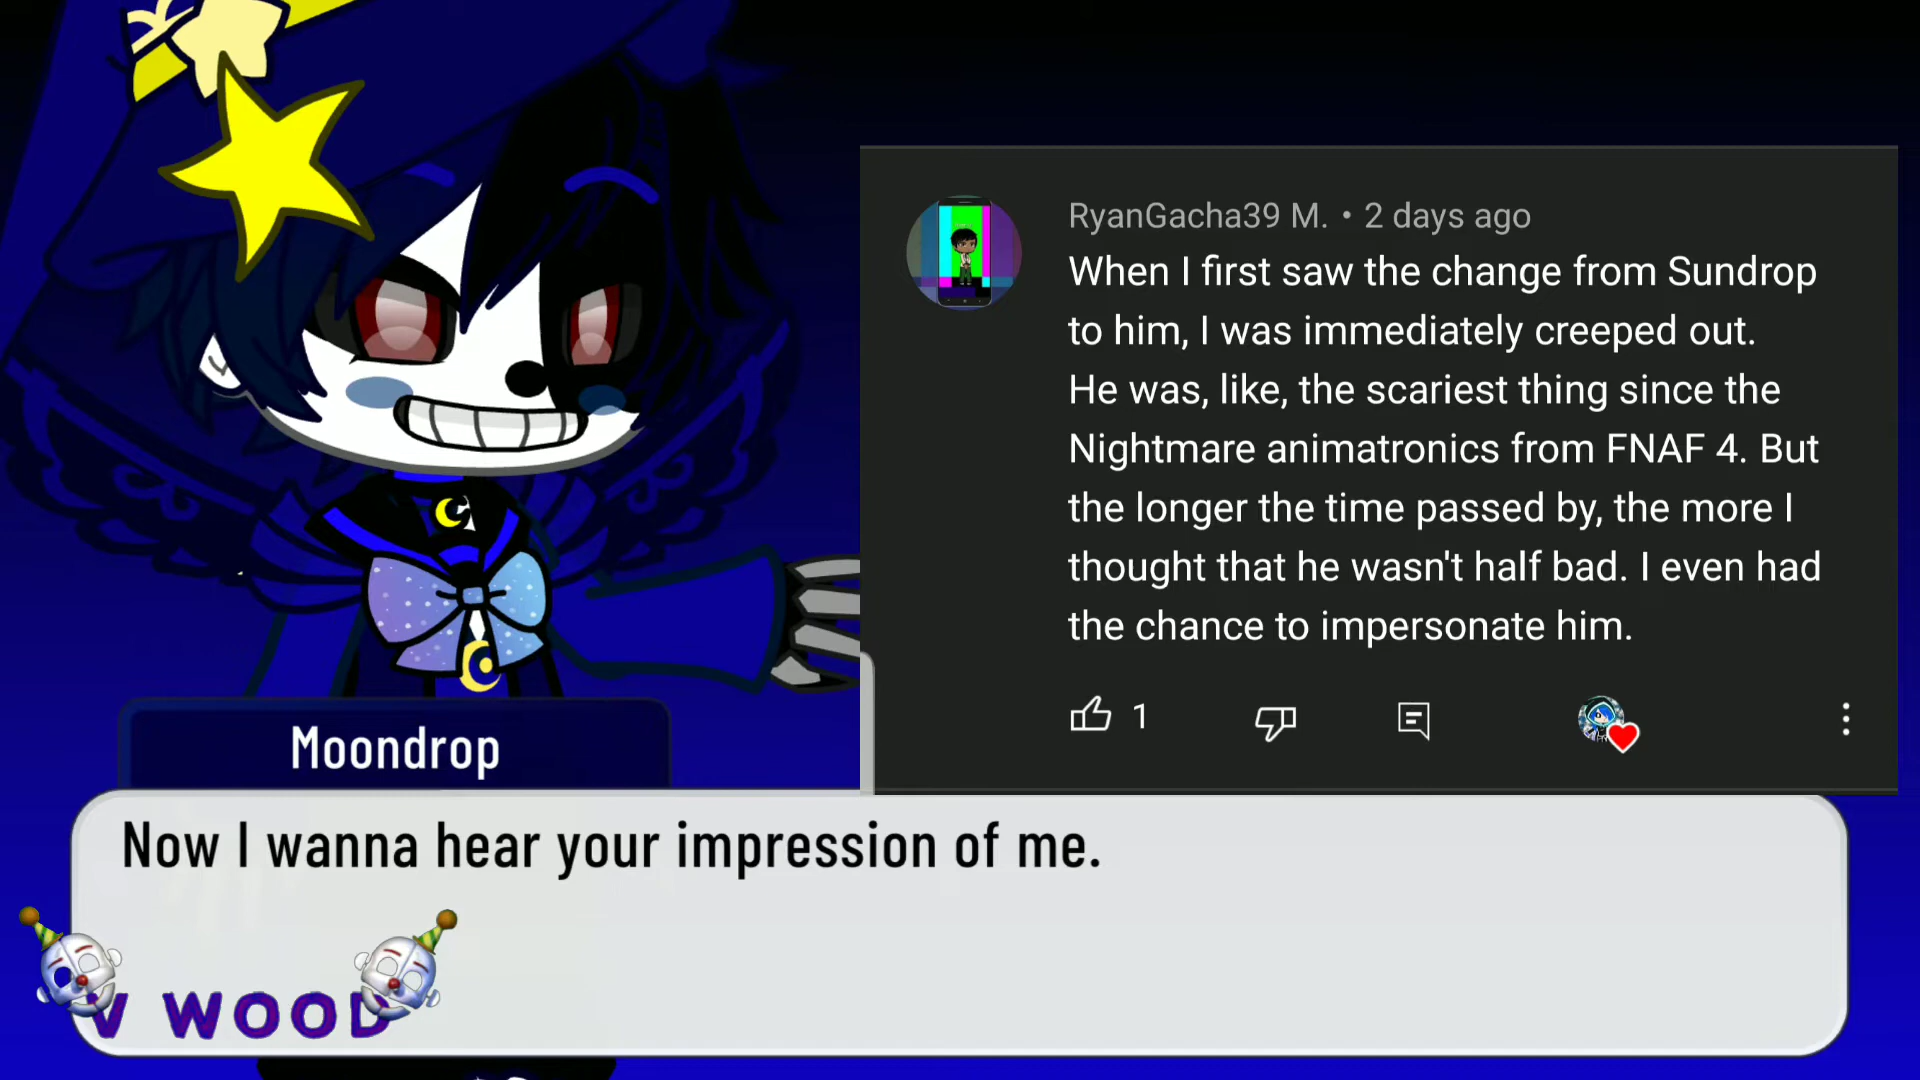 RyanGacha39 M. • 2 days ago
When I first saw the change from Sundrop
to him, I was immediately creeped out.
He was, like, the scariest thing since the
Nightmare animatronics from FNAF 4. But
the longer the time passed by, the more I
thought that he wasn't half bad. I even had
the chance to impersonate him.
1
Moondrop
Now I wanna hear your impression of me.
V WOOD